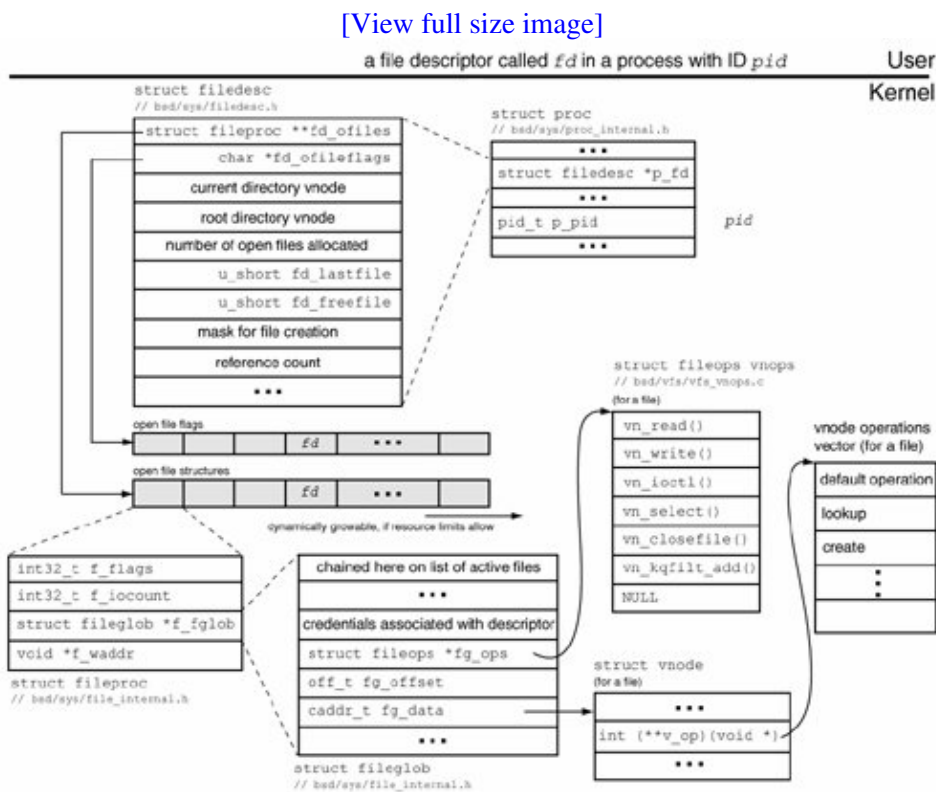 [View full size image]
a file descriptor called fd in a process with ID pid
User
Kernel
struct filedesc
// bsd/sys/filedesc.h
struct fileproc **fd_ofiles
char *fd_ofileflags
current directory vnode
root directory vnode
number of open files allocated
u_short fd_lastfile
u_short fd_freefile
mask for file creation
reference count
...
struct proc
// bsd/sys/proc_internal.h
...
struct filedesc *p_fd
...
pid_t p_pid
...
pid
open file flags
fd
...
open file structures
fd
...
dynamically growable, if resource limits allow
int32_t f_flags
int32_t f_iocount
struct fileglob *f_fglob
void *f_waddr
struct fileproc
// bsd/sys/file_internal.h
chained here on list of active files
...
credentials associated with descriptor
struct fileops *fg_ops
off_t fg_offset
caddr_t fg_data
...
struct fileglob
// bsd/sys/file_internal.h
struct fileops vnops
// bsd/vfs/vfs_vnops.c
(for a file)
vn_read()
vn_write()
vn_ioctl()
vn_select()
vn_closefile()
vn_kqfilt_add()
NULL
struct vnode
(for a file)
...
int (**v_op)(void *)
...
vnode operations
vector (for a file)
default operation
lookup
create